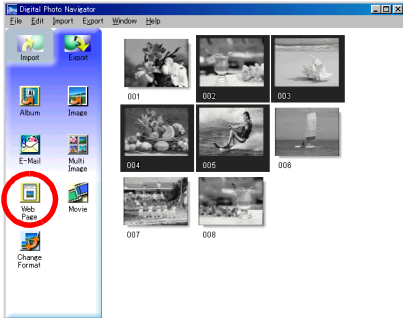 Digital Photo Navigator
File Edit Import Export Window Help
Import Export
Album Image
E-Mail Multi Image
Web Page Movie
Change Format
001 002 003
004 005 006
007 008